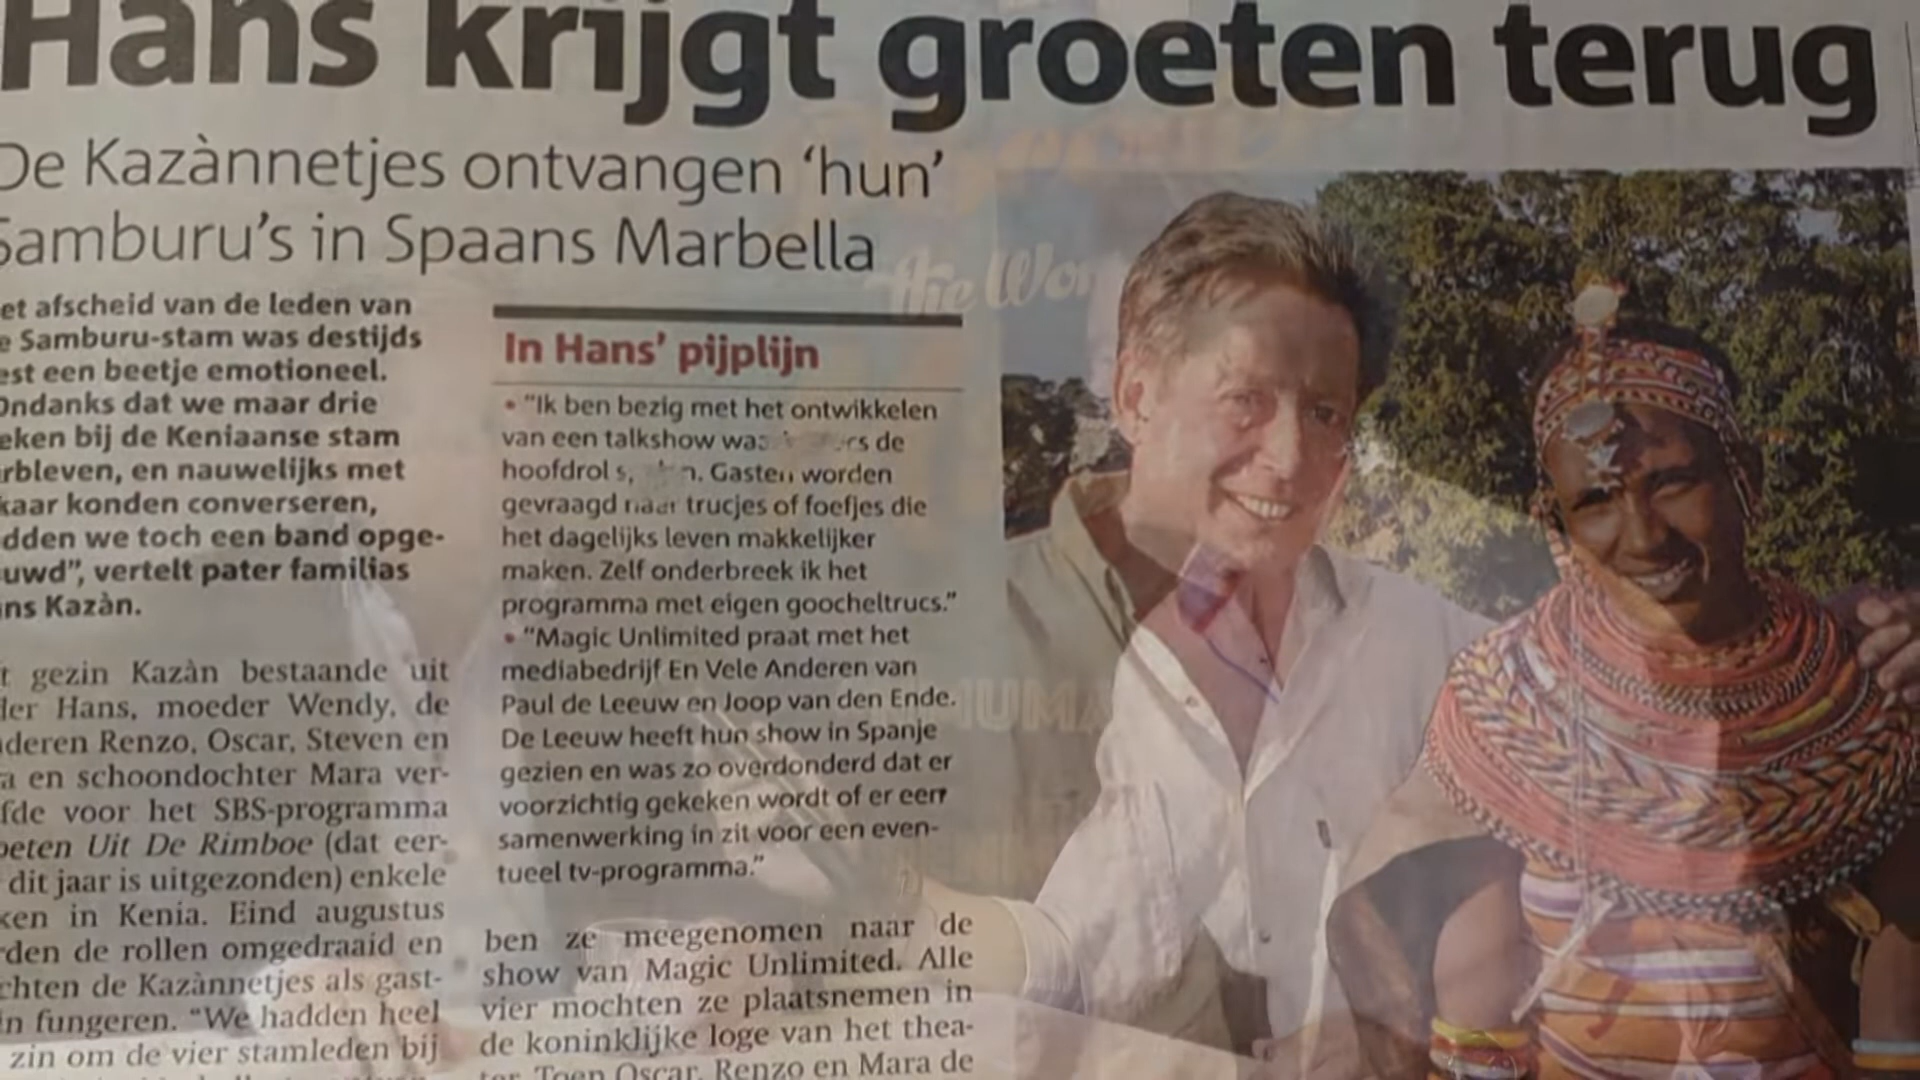 Hans krijgt groeten terug
De Kazànnetjes ontvangen ‘hun’
Samburu’s in Spaans Marbella
et afscheid van de leden van
e Samburu-stam was destijds
est een beetje emotioneel.
Ondanks dat we maar drie
eken bij de Keniaanse stam
rbleven, en nauwelijks met
kaar konden converseren,
dden we toch een band opge-
uwd”, vertelt pater familias
ns Kazàn.
t gezin Kazàn bestaande uit
der Hans, moeder Wendy, de
deren Renzo, Oscar, Steven en
a en schoondochter Mara ver-
fde voor het SBS-programma
oeten Uit De Rimboe (dat eer-
dit jaar is uitgezonden) enkele
ken in Kenia. Eind augustus
rden de rollen omgedraaid en
chten de Kazànnetjes als gast-
n fungeren. “We hadden heel
zin om de vier stamleden bij
In Hans’ pijplijn
• “Ik ben bezig met het ontwikkelen
van een talkshow de
hoofdrol Gasten worden
gevraagd naar trucjes of foefjes die
het dagelijks leven makkelijker
maken. Zelf onderbreek ik het
programma met eigen goocheltrucs.”
• “Magic Unlimited praat met het
mediabedrijf En Vele Anderen van
Paul de Leeuw en Joop van den Ende.
De Leeuw heeft hun show in Spanje
gezien en was zo overdonderd dat er
voorzichtig gekeken wordt of er een
samenwerking in zit voor een even-
tueel tv-programma.”
ben ze meegenomen naar de
show van Magic Unlimited. Alle
vier mochten ze plaatsnemen in
de koninklijke loge van het thea-
ter. Toen Oscar, Renzo en Mara de